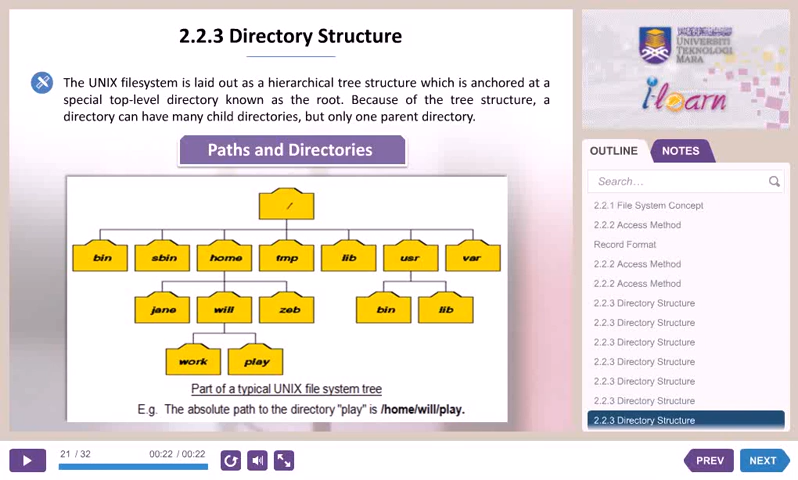 2.2.3 Directory Structure
The UNIX filesystem is laid out as a hierarchical tree structure which is anchored at a
special top-level directory known as the root. Because of the tree structure, a
directory can have many child directories, but only one parent directory.
Paths and Directories
/
bin sbin home tmp lib usr var
jane will zeb bin lib
work play
Part of a typical UNIX file system tree
E.g. The absolute path to the directory "play" is /home/will/play.
UNIVERSITI
TEKNOLOGI
MARA
i-learn
OUTLINE NOTES
Search...
2.2.1 File System Concept
2.2.2 Access Method
Record Format
2.2.2 Access Method
2.2.2 Access Method
2.2.3 Directory Structure
2.2.3 Directory Structure
2.2.3 Directory Structure
2.2.3 Directory Structure
2.2.3 Directory Structure
2.2.3 Directory Structure
2.2.3 Directory Structure
21 / 32 00:22 / 00:22
PREV NEXT